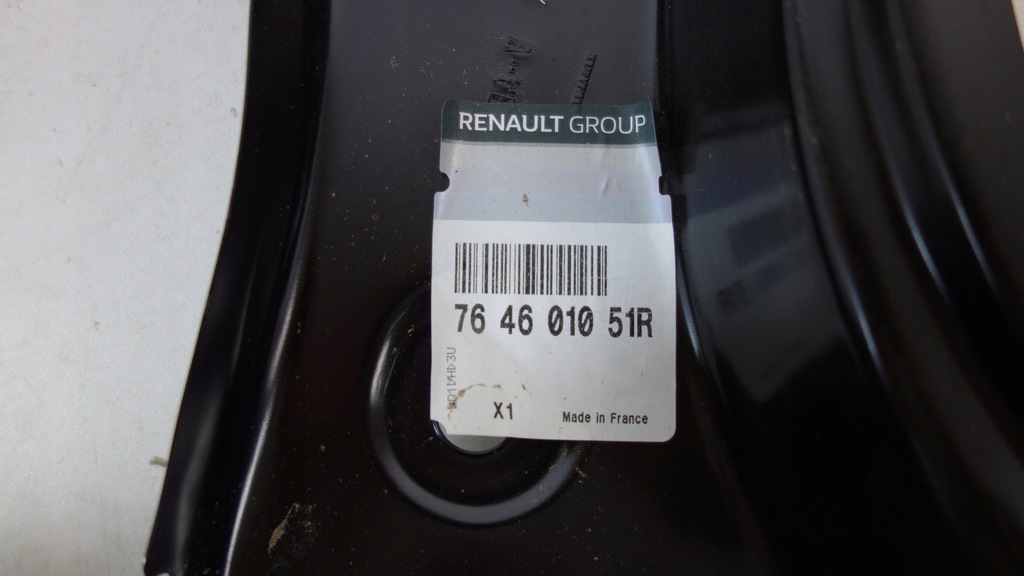 RENAULT GROUP
76 46 010 51R
X1
Made in France